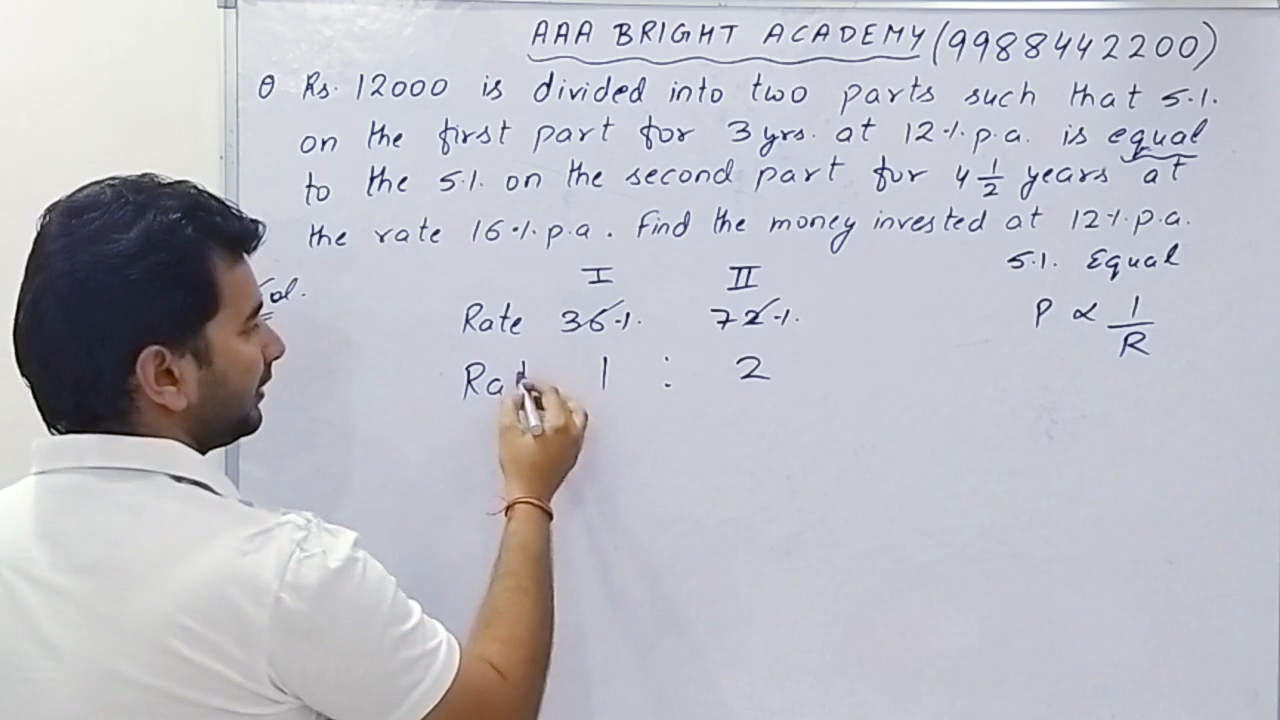 AAA BRIGHT ACADEMY (9988442200)
Q Rs. 12000 is divided into two parts such that S.I.
on the first part for 3 yrs. at 12% p.a. is equal
to the S.I. on the second part for 4 1/2 years at
the rate 16% p.a. Find the money invested at 12% p.a.
Sol.
I II
S.I. Equal
Rate 36% 72%
P ∝ 1/R
Rat 1 : 2